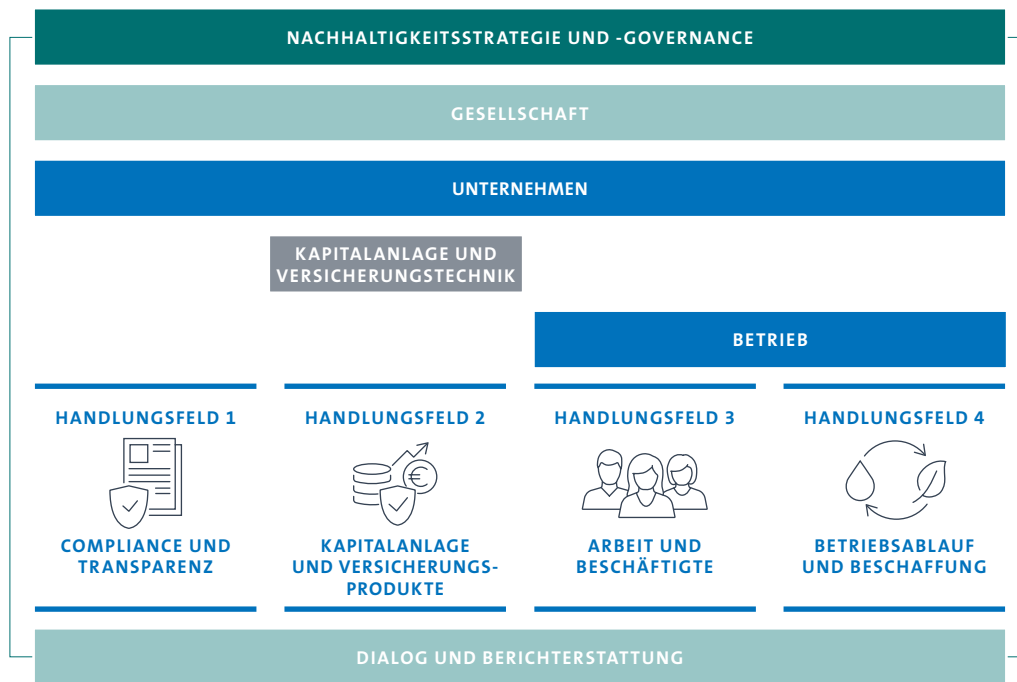 NACHHALTIGKEITSSTRATEGIE UND -GOVERNANCE
GESELLSCHAFT
UNTERNEHMEN
KAPITALANLAGE UND
VERSICHERUNGSTECHNIK
BETRIEB
HANDLUNGSFELD 1
COMPLIANCE UND
TRANSPARENZ
HANDLUNGSFELD 2
KAPITALANLAGE
UND VERSICHERUNGS-
PRODUKTE
HANDLUNGSFELD 3
ARBEIT UND
BESCHÄFTIGTE
HANDLUNGSFELD 4
BETRIEBSABLAUF
UND BESCHAFFUNG
DIALOG UND BERICHTERSTATTUNG